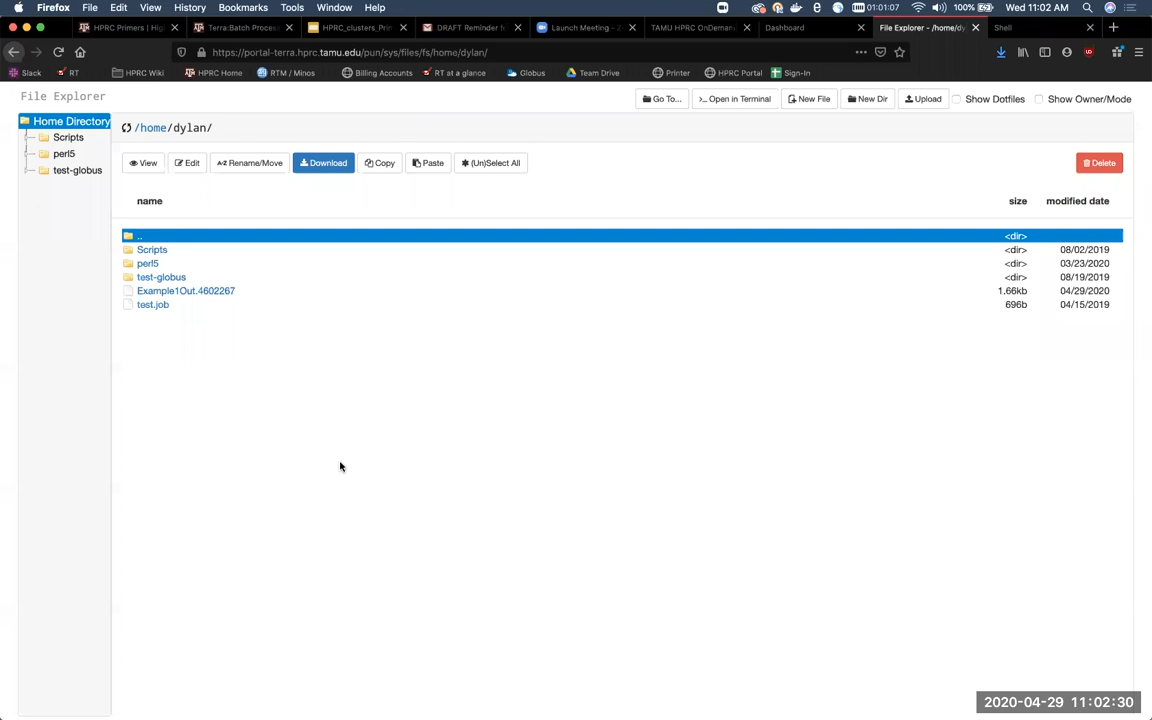 Firefox File Edit View History Bookmarks Tools Window Help 01:01:07 100% Wed 11:02 AM
HPRC Primers | Hig Terra:Batch Proces HPRC_clusters_Pri DRAFT Reminder Launch Meeting - Z TAMU HPRC OnDeman Dashboard File Explorer - /home/dy Shell
https://portal-terra.hprc.tamu.edu/pun/sys/files/fs/home/dylan/
Slack RT HPRC Wiki HPRC Home RTM / Minos Billing Accounts RT at a glance Globus Team Drive Printer HPRC Portal Sign-In
File Explorer
Go To... >_ Open in Terminal New File New Dir Upload Show Dotfiles Show Owner/Mode
Home Directory
Scripts
perl5
test-globus
/home/dylan/
View Edit Rename/Move Download Copy Paste (Un)Select All Delete
name size modified date
.. <dir>
Scripts <dir> 08/02/2019
perl5 <dir> 03/23/2020
test-globus <dir> 08/19/2019
Example1Out.4602267 1.66kb 04/29/2020
test.job 696b 04/15/2019
2020-04-29 11:02:30